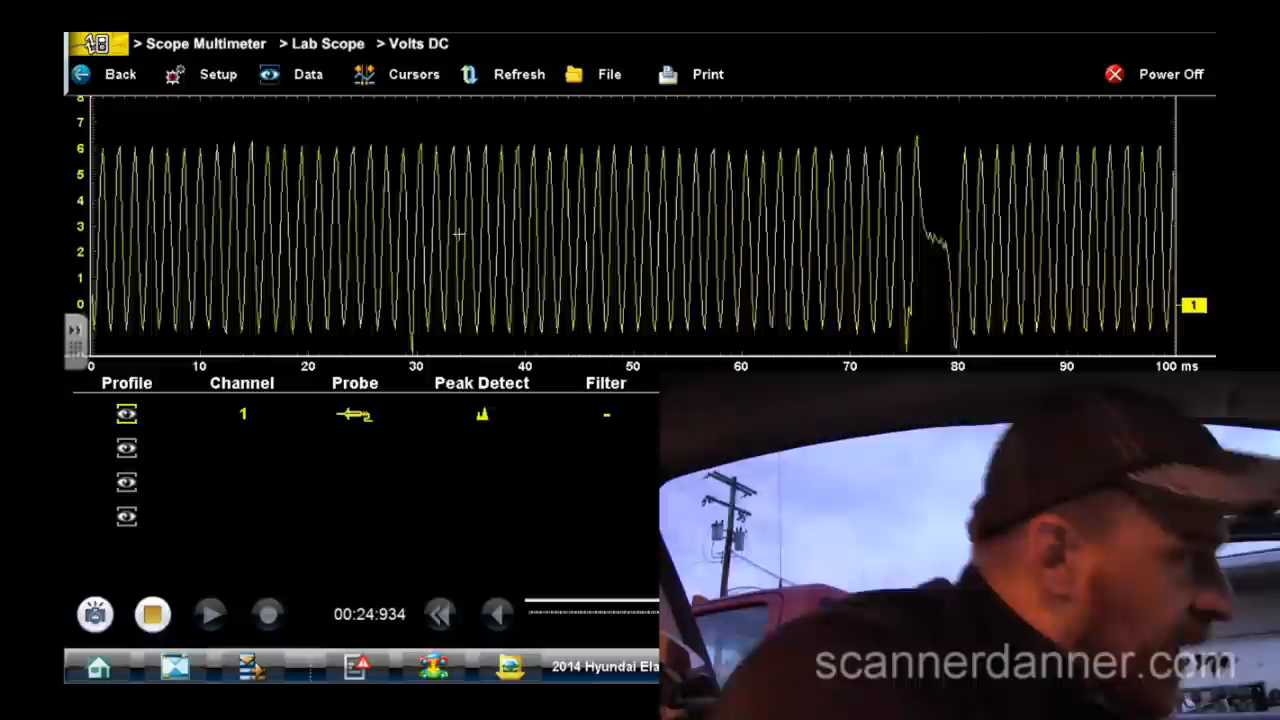 > Scope Multimeter > Lab Scope > Volts DC
Back Setup Data Cursors Refresh File Print Power Off
8
7
6
5
4
3
2
1
0
1
0 10 20 30 40 50 60 70 80 90 100 ms
Profile Channel Probe Peak Detect Filter
1 2 -
00:24:934
2014 Hyundai Ela
scannerdanner.com